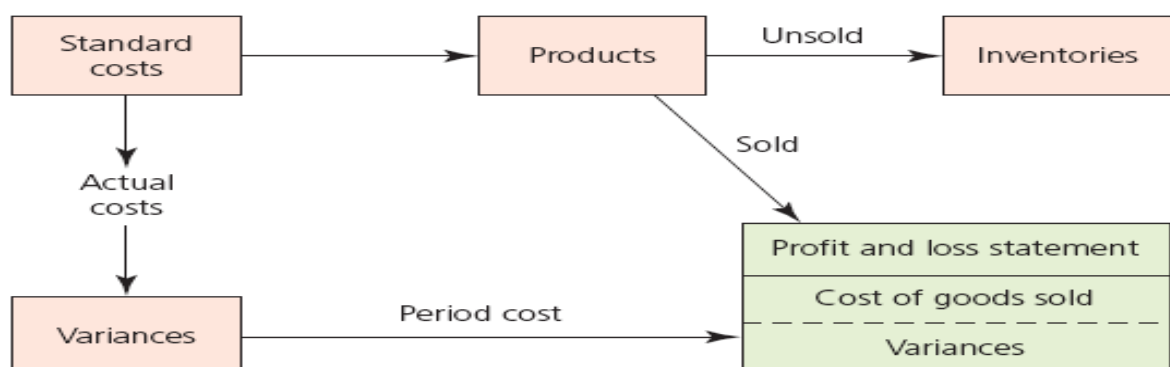 Standard
costs
Products
Unsold
Inventories
Sold
Actual
costs
Profit and loss statement
Cost of goods sold
Variances
Period cost
Variances